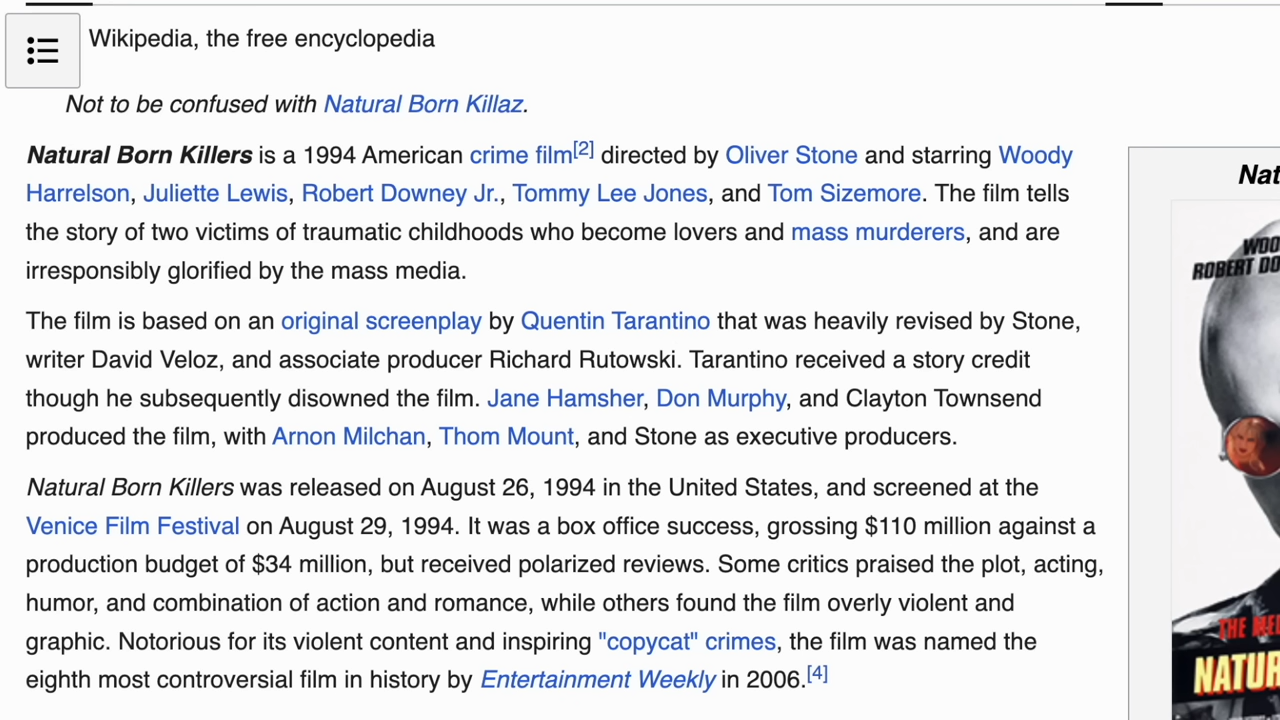 Wikipedia, the free encyclopedia
Not to be confused with Natural Born Killaz.
Natural Born Killers is a 1994 American crime film[2] directed by Oliver Stone and starring Woody
Harrelson, Juliette Lewis, Robert Downey Jr., Tommy Lee Jones, and Tom Sizemore. The film tells
the story of two victims of traumatic childhoods who become lovers and mass murderers, and are
irresponsibly glorified by the mass media.
The film is based on an original screenplay by Quentin Tarantino that was heavily revised by Stone,
writer David Veloz, and associate producer Richard Rutowski. Tarantino received a story credit
though he subsequently disowned the film. Jane Hamsher, Don Murphy, and Clayton Townsend
produced the film, with Arnon Milchan, Thom Mount, and Stone as executive producers.
Natural Born Killers was released on August 26, 1994 in the United States, and screened at the
Venice Film Festival on August 29, 1994. It was a box office success, grossing $110 million against a
production budget of $34 million, but received polarized reviews. Some critics praised the plot, acting,
humor, and combination of action and romance, while others found the film overly violent and
graphic. Notorious for its violent content and inspiring "copycat" crimes, the film was named the
eighth most controversial film in history by Entertainment Weekly in 2006.[4]
Nat
WOO
ROBERT DO
THE MED
NATUR